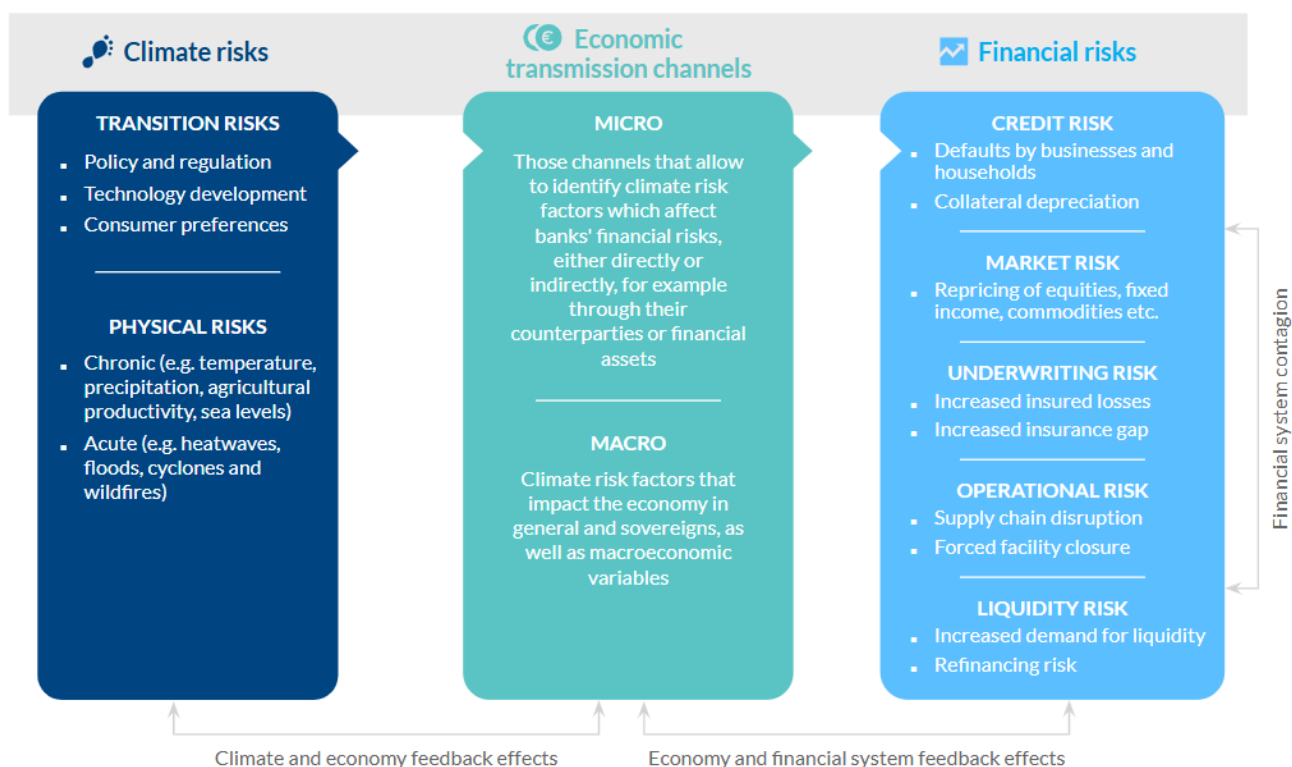 Climate risks
Economic
transmission channels
Financial risks
TRANSITION RISKS
▪ Policy and regulation
▪ Technology development
▪ Consumer preferences
PHYSICAL RISKS
▪ Chronic (e.g. temperature,
precipitation, agricultural
productivity, sea levels)
▪ Acute (e.g. heatwaves,
floods, cyclones and
wildfires)
MICRO
Those channels that allow
to identify climate risk
factors which affect
banks' financial risks,
either directly or
indirectly, for example
through their
counterparties or financial
assets
MACRO
Climate risk factors that
impact the economy in
general and sovereigns, as
well as macroeconomic
variables
CREDIT RISK
▪ Defaults by businesses and
households
▪ Collateral depreciation
MARKET RISK
▪ Repricing of equities, fixed
income, commodities etc.
UNDERWRITING RISK
▪ Increased insured losses
▪ Increased insurance gap
OPERATIONAL RISK
▪ Supply chain disruption
▪ Forced facility closure
LIQUIDITY RISK
▪ Increased demand for liquidity
▪ Refinancing risk
Financial system contagion
Climate and economy feedback effects
Economy and financial system feedback effects